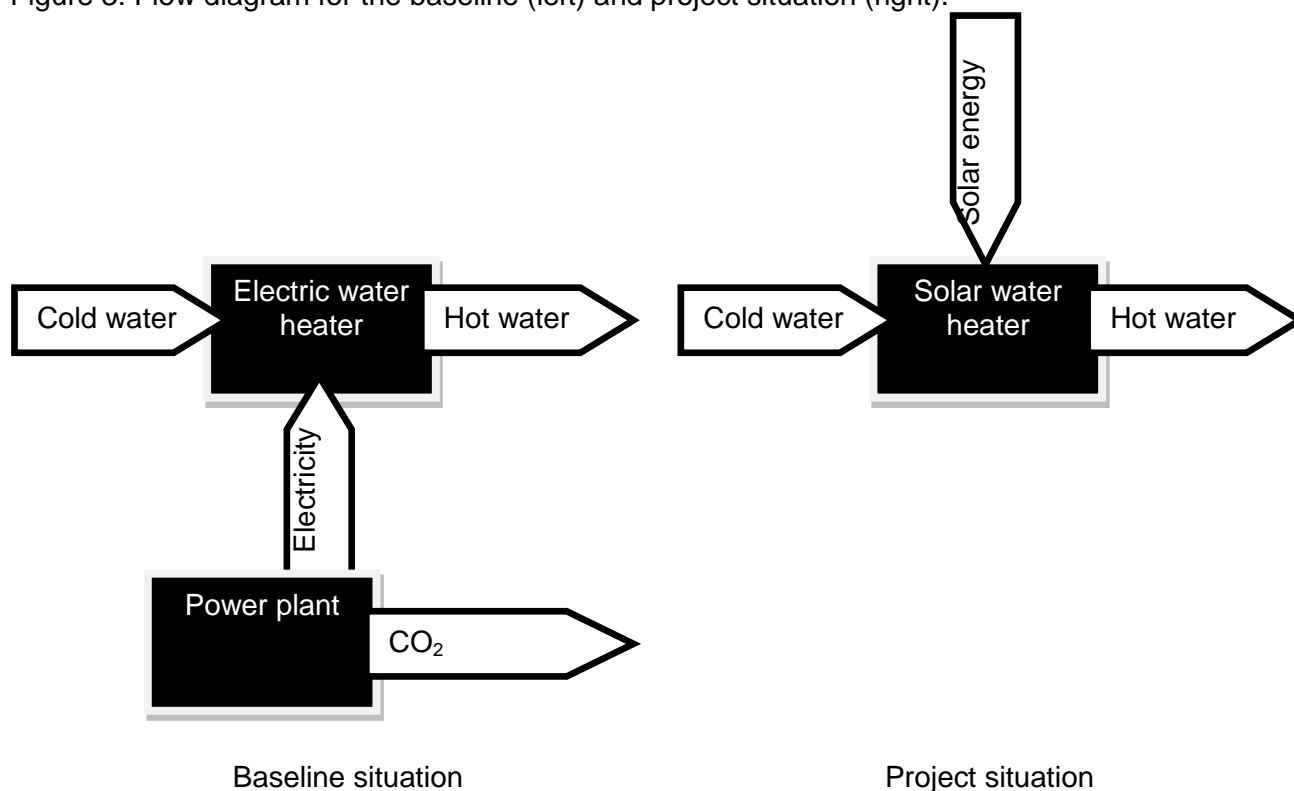 Figure 3. Flow diagram for the baseline (left) and project situation (right).
Solar energy
Cold water
Electric water
heater
Hot water
Cold water
Solar water
heater
Hot water
Electricity
Power plant
CO₂
Baseline situation
Project situation